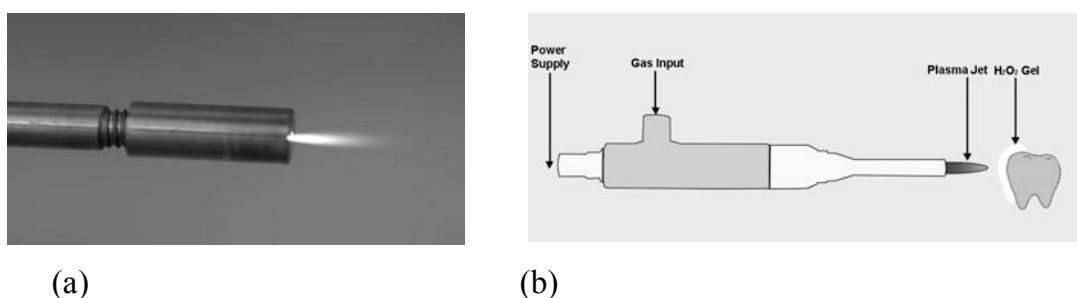 Power
Supply
Gas Input
Plasma Jet H₂O₂ Gel
(a)
(b)